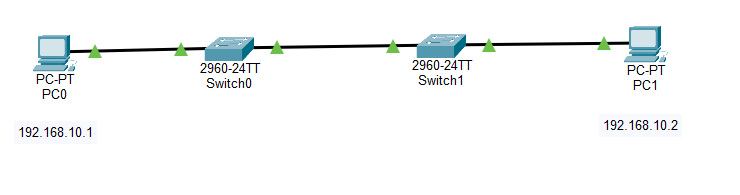 PC-PT
PC0
192.168.10.1
2960-24TT
Switch0
2960-24TT
Switch1
PC-PT
PC1
192.168.10.2